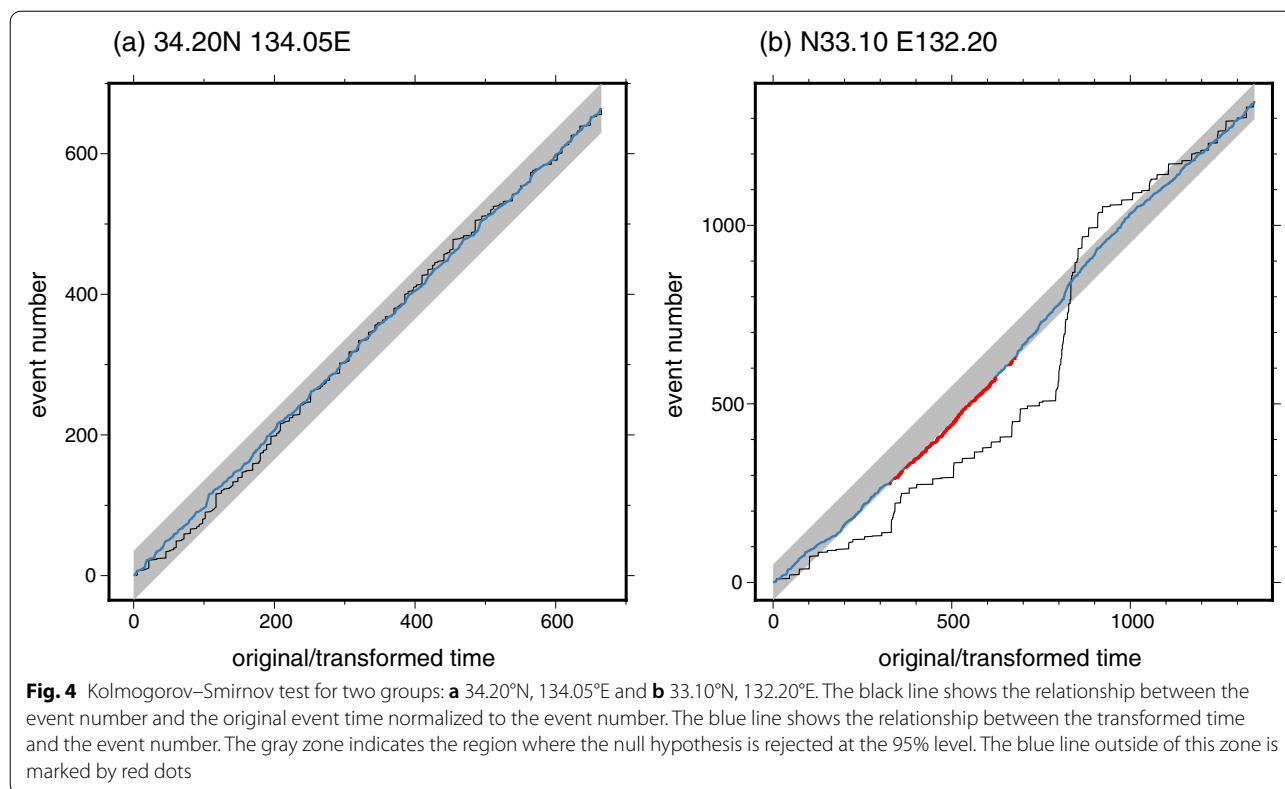 (a) 34.20N 134.05E
(b) N33.10 E132.20
600
400
200
0
event number
0 200 400 600
original/transformed time
1000
500
0
event number
0 500 1000
original/transformed time
Fig. 4 Kolmogorov–Smirnov test for two groups: a 34.20°N, 134.05°E and b 33.10°N, 132.20°E. The black line shows the relationship between the
event number and the original event time normalized to the event number. The blue line shows the relationship between the transformed time
and the event number. The gray zone indicates the region where the null hypothesis is rejected at the 95% level. The blue line outside of this zone is
marked by red dots